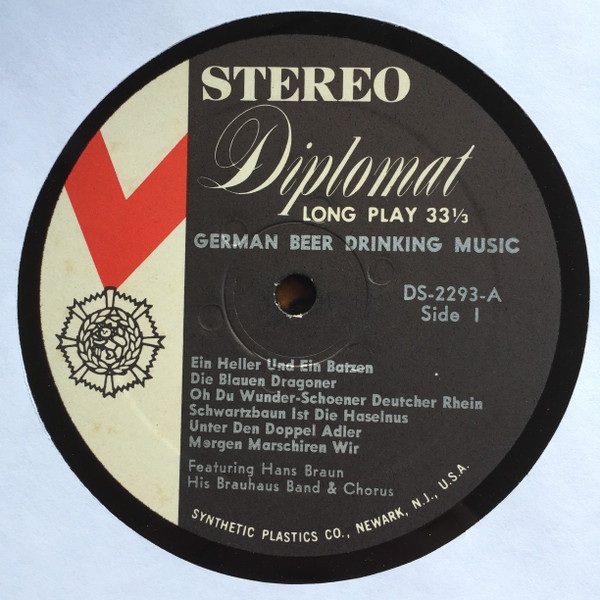 STEREO
Diplomat
LONG PLAY 33⅓
GERMAN BEER DRINKING MUSIC
DS-2293-A
Side 1
Ein Heller Und Ein Batzen
Die Blauen Dragoner
Oh Du Wunder-Schoener Deutcher Rhein
Schwartzbaun Ist Die Haselnus
Unter Den Doppel Adler
Mergen Marschiren Wir
Featuring Hans Braun
His Brauhaus Band & Chorus
SYNTHETIC PLASTICS CO., NEWARK, N.J., U.S.A.